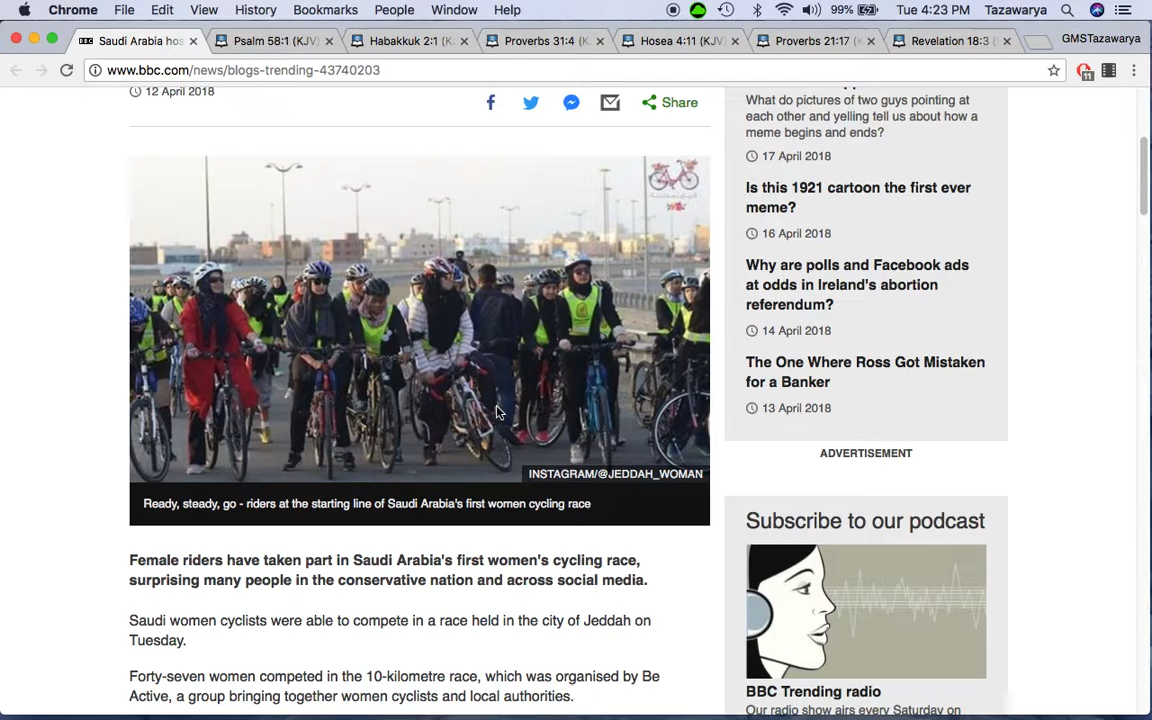 Chrome File Edit View History Bookmarks People Window Help 99% Tue 4:23 PM Tazawarya
Saudi Arabia hos Psalm 58:1 (KJV) Habakkuk 2:1 (KJV) Proverbs 31:4 (KJV) Hosea 4:11 (KJV) Proverbs 21:17 (KJV) Revelation 18:3 GMSTazawarya
www.bbc.com/news/blogs-trending-43740203
11
12 April 2018
Share
INSTAGRAM/@JEDDAH_WOMAN
Ready, steady, go - riders at the starting line of Saudi Arabia's first women cycling race
Female riders have taken part in Saudi Arabia's first women's cycling race,
surprising many people in the conservative nation and across social media.
Saudi women cyclists were able to compete in a race held in the city of Jeddah on
Tuesday.
Forty-seven women competed in the 10-kilometre race, which was organised by Be
Active, a group bringing together women cyclists and local authorities.
What do pictures of two guys pointing at
each other and yelling tell us about how a
meme begins and ends?
17 April 2018
Is this 1921 cartoon the first ever
meme?
16 April 2018
Why are polls and Facebook ads
at odds in Ireland's abortion
referendum?
14 April 2018
The One Where Ross Got Mistaken
for a Banker
13 April 2018
ADVERTISEMENT
Subscribe to our podcast
BBC Trending radio
Our radio show airs every Saturday on